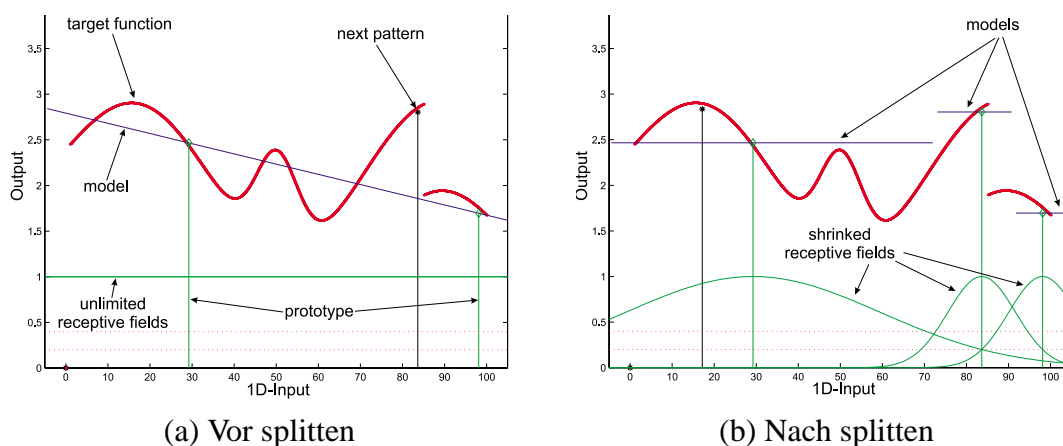 target function
next pattern
3.5
3
2.5
2
1.5
1
0.5
0
Output
model
unlimited
receptive fields
prototype
0 10 20 30 40 50 60 70 80 90 100
1D-Input
(a) Vor splitten
models
3.5
3
2.5
2
1.5
1
0.5
0
Output
shrinked
receptive fields
0 10 20 30 40 50 60 70 80 90 100
1D-Input
(b) Nach splitten